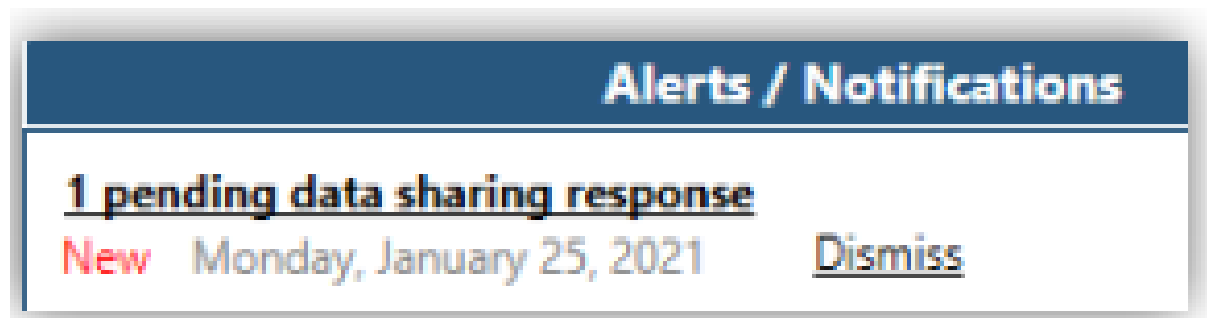 Alerts / Notifications
1 pending data sharing response
New Monday, January 25, 2021 Dismiss